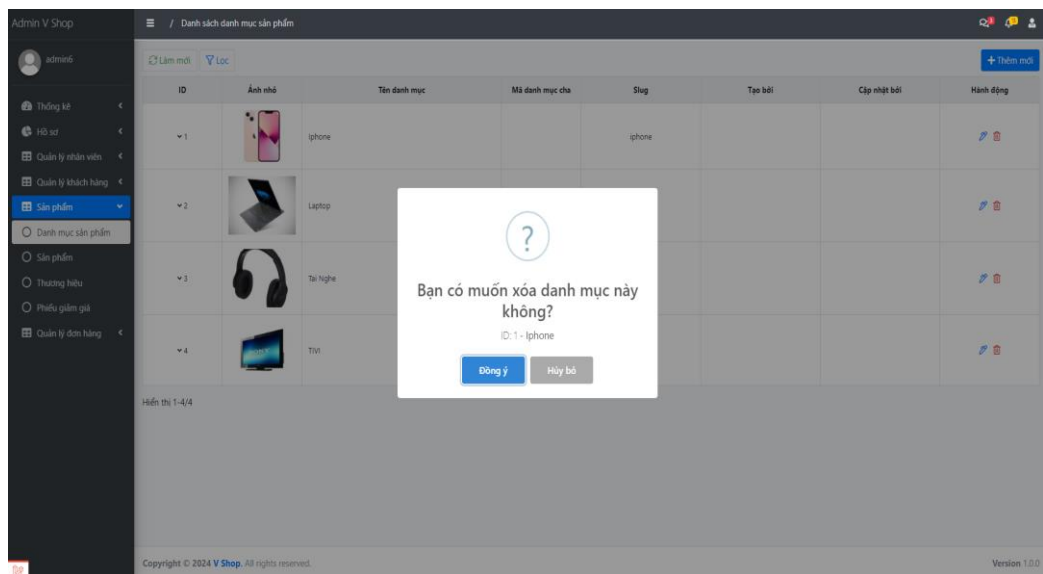 Admin V Shop
/ Danh sách danh mục sản phẩm
admin6
Làm mới
Lọc
+ Thêm mới
ID
Ảnh nhỏ
Tên danh mục
Mã danh mục cha
Slug
Tạo bởi
Cập nhật bởi
Hành động
Thống kê
Hồ sơ
Quản lý nhân viên
Quản lý khách hàng
Sản phẩm
Danh mục sản phẩm
Sản phẩm
Thương hiệu
Phiếu giảm giá
Quản lý đơn hàng
1
Iphone
iphone
2
Laptop
3
Tai Nghe
4
TIVI
?
Bạn có muốn xóa danh mục này
không?
ID: 1 - Iphone
Đồng ý
Hủy bỏ
Hiển thị 1-4/4
Copyright © 2024 V Shop. All rights reserved.
Version 1.0.0